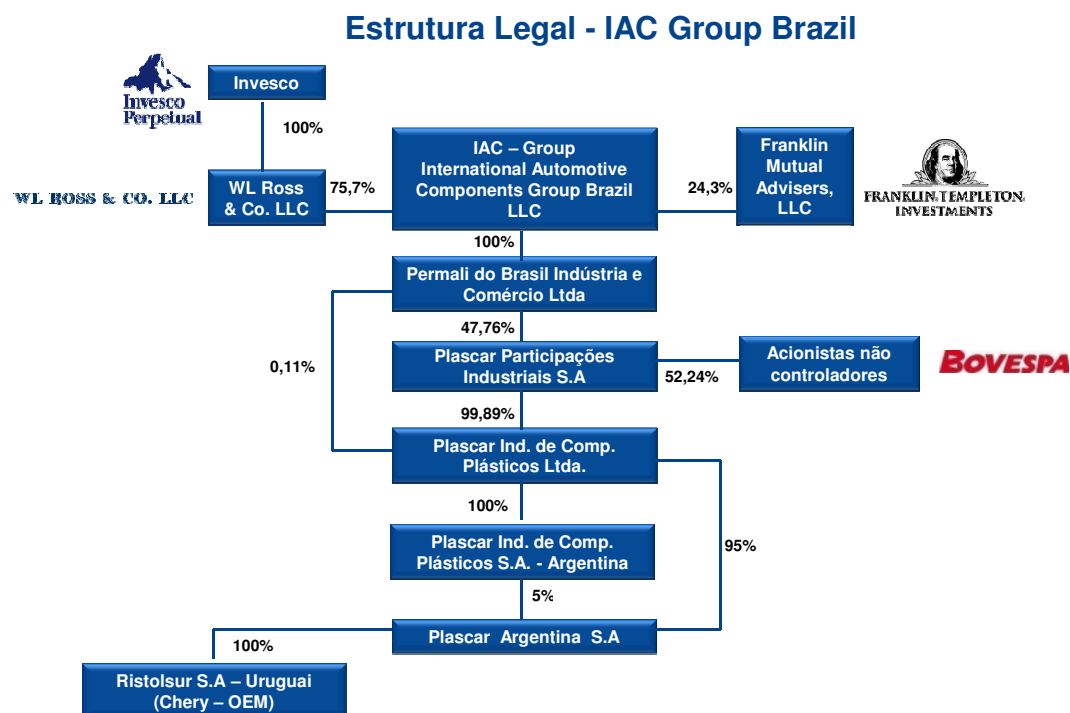 Estrutura Legal - IAC Group Brazil
Invesco
Perpetual
Invesco
100%
WL ROSS & CO. LLC
WL Ross
& Co. LLC
75,7%
IAC – Group
International Automotive
Components Group Brazil
LLC
24,3%
Franklin
Mutual
Advisers,
LLC
FRANKLIN TEMPLETON
INVESTMENTS
100%
Permali do Brasil Indústria e
Comércio Ltda
47,76%
0,11%
Plascar Participações
Industriais S.A
52,24%
Acionistas não
controladores
BOVESPA
99,89%
Plascar Ind. de Comp.
Plásticos Ltda.
100%
Plascar Ind. de Comp.
Plásticos S.A. - Argentina
95%
5%
Plascar Argentina S.A
100%
Ristolsur S.A – Uruguai
(Chery – OEM)